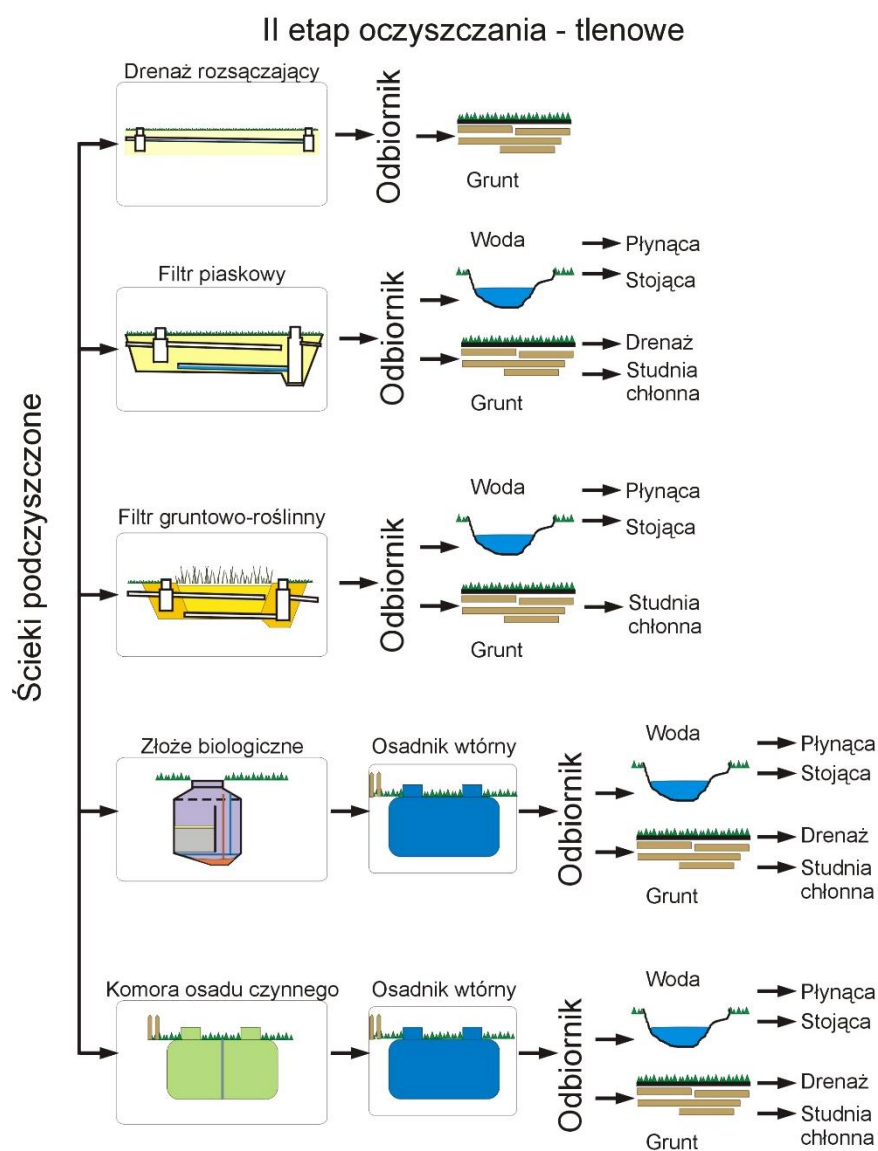 II etap oczyszczania - tlenowe
Ścieki podczyszczone
Drenaż rozsączający
Odbiornik
Grunt
Filtr piaskowy
Odbiornik
Woda
Płynąca
Stojąca
Grunt
Drenaż
Studnia
chłonna
Filtr gruntowo-roślinny
Odbiornik
Woda
Płynąca
Stojąca
Grunt
Studnia
chłonna
Złoże biologiczne
Osadnik wtórny
Odbiornik
Woda
Płynąca
Stojąca
Grunt
Drenaż
Studnia
chłonna
Komora osadu czynnego
Osadnik wtórny
Odbiornik
Woda
Płynąca
Stojąca
Grunt
Drenaż
Studnia
chłonna